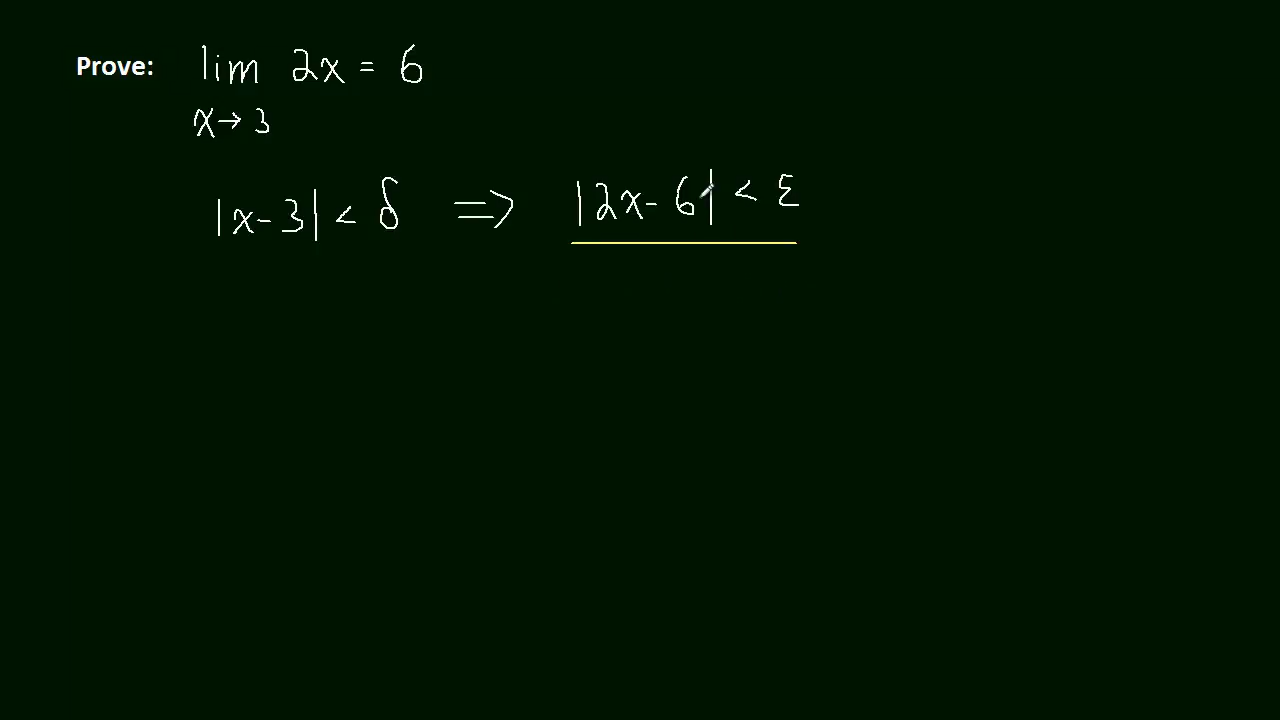 Prove: lim 2x = 6
x → 3
|x - 3| < δ ⇒ |2x - 6| < ε